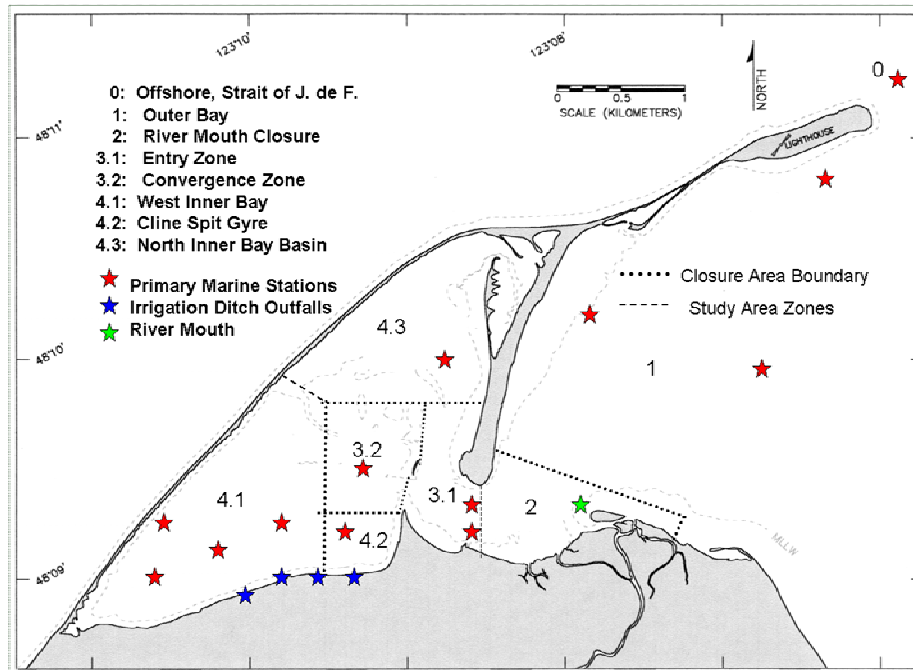 123°10'
123°08'
0
0: Offshore, Strait of J. de F.
1: Outer Bay
2: River Mouth Closure
3.1: Entry Zone
3.2: Convergence Zone
4.1: West Inner Bay
4.2: Cline Spit Gyre
4.3: North Inner Bay Basin
0 0.5 1
SCALE (KILOMETERS)
NORTH
48°11'
LIGHTHOUSE
Primary Marine Stations
Irrigation Ditch Outfalls
River Mouth
Closure Area Boundary
Study Area Zones
4.3
48°10'
1
3.2
4.1
3.1
2
4.2
MLLW
48°09'